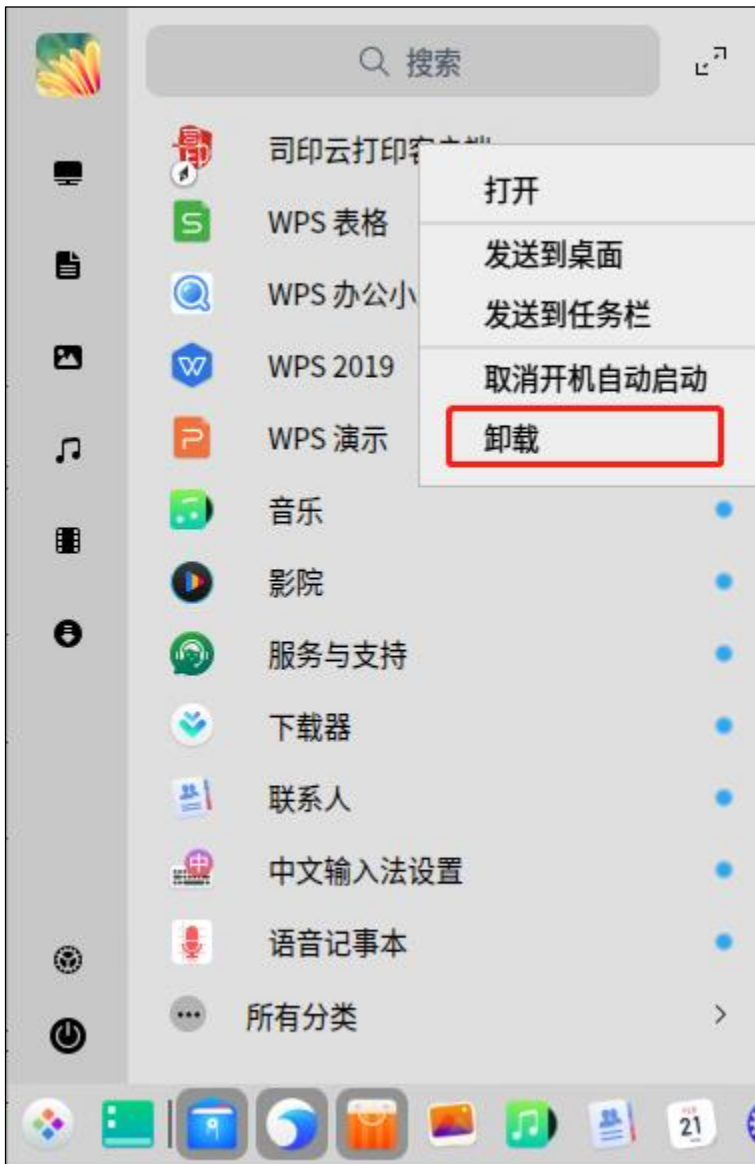 搜索
司印云打印客户端
打开
WPS 表格
发送到桌面
WPS 办公小
发送到任务栏
WPS 2019
取消开机自动启动
WPS 演示
卸载
音乐
影院
服务与支持
下载器
联系人
中文输入法设置
语音记事本
所有分类
21